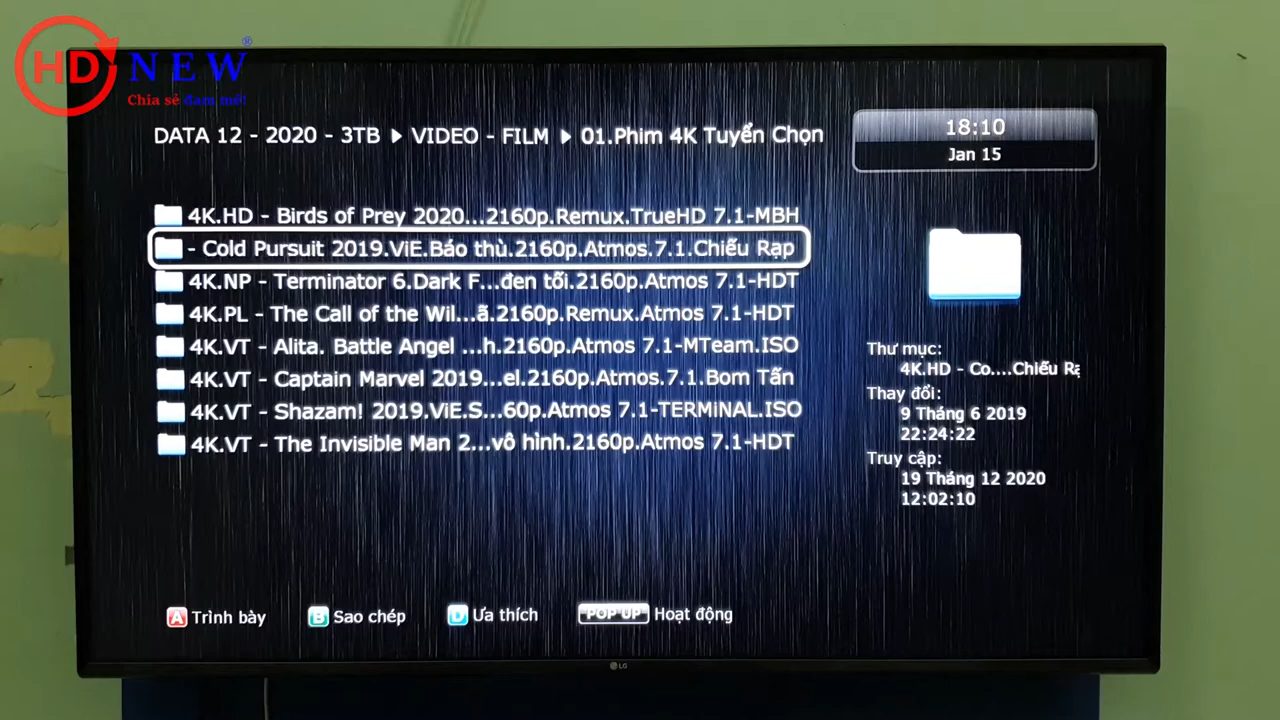 HD NEW®
Chia sẻ đam mê!
DATA 12 - 2020 - 3TB ▶ VIDEO - FILM ▶ 01.Phim 4K Tuyển Chọn
18:10
Jan 15
4K.HD - Birds of Prey 2020...2160p.Remux.TrueHD 7.1-MBH
- Cold Pursuit 2019.ViE.Báo thù.2160p.Atmos.7.1.Chiếu Rạp
4K.NP - Terminator 6.Dark F...đen tối.2160p.Atmos 7.1-HDT
4K.PL - The Call of the Wil...ã.2160p.Remux.Atmos 7.1-HDT
4K.VT - Alita. Battle Angel ...h.2160p.Atmos 7.1-MTeam.ISO
4K.VT - Captain Marvel 2019...el.2160p.Atmos.7.1.Bom Tấn
4K.VT - Shazam! 2019.ViE.S...60p.Atmos 7.1-TERMiNAL.ISO
4K.VT - The Invisible Man 2...vô hình.2160p.Atmos 7.1-HDT
Thư mục:
4K.HD - Co....Chiếu Rạ
Thay đổi:
9 Tháng 6 2019
22:24:22
Truy cập:
19 Tháng 12 2020
12:02:10
A Trình bày B Sao chép D Ưa thích POP UP Hoạt động
LG